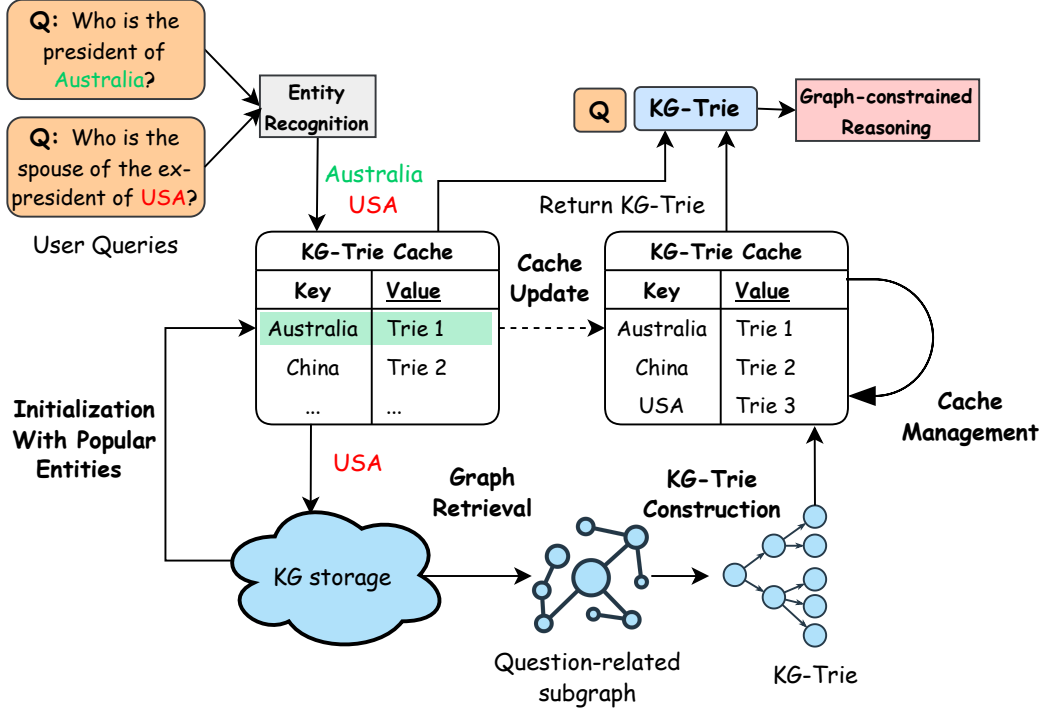 Q: Who is the
president of
Australia?
Q: Who is the
spouse of the ex-
president of USA?
User Queries
Entity
Recognition
Australia
USA
Q
KG-Trie
Graph-constrained
Reasoning
Return KG-Trie
KG-Trie Cache
Key Value
Australia Trie 1
China Trie 2
... ...
Cache
Update
KG-Trie Cache
Key Value
Australia Trie 1
China Trie 2
USA Trie 3
Cache
Management
Initialization
With Popular
Entities
USA
KG storage
Graph
Retrieval
Question-related
subgraph
KG-Trie
Construction
KG-Trie